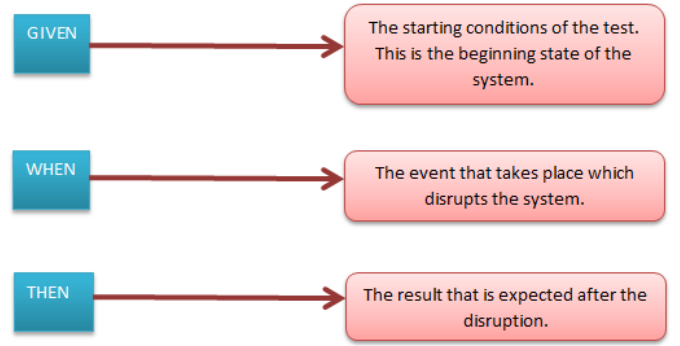 GIVEN
The starting conditions of the test.
This is the beginning state of the
system.
WHEN
The event that takes place which
disrupts the system.
THEN
The result that is expected after the
disruption.